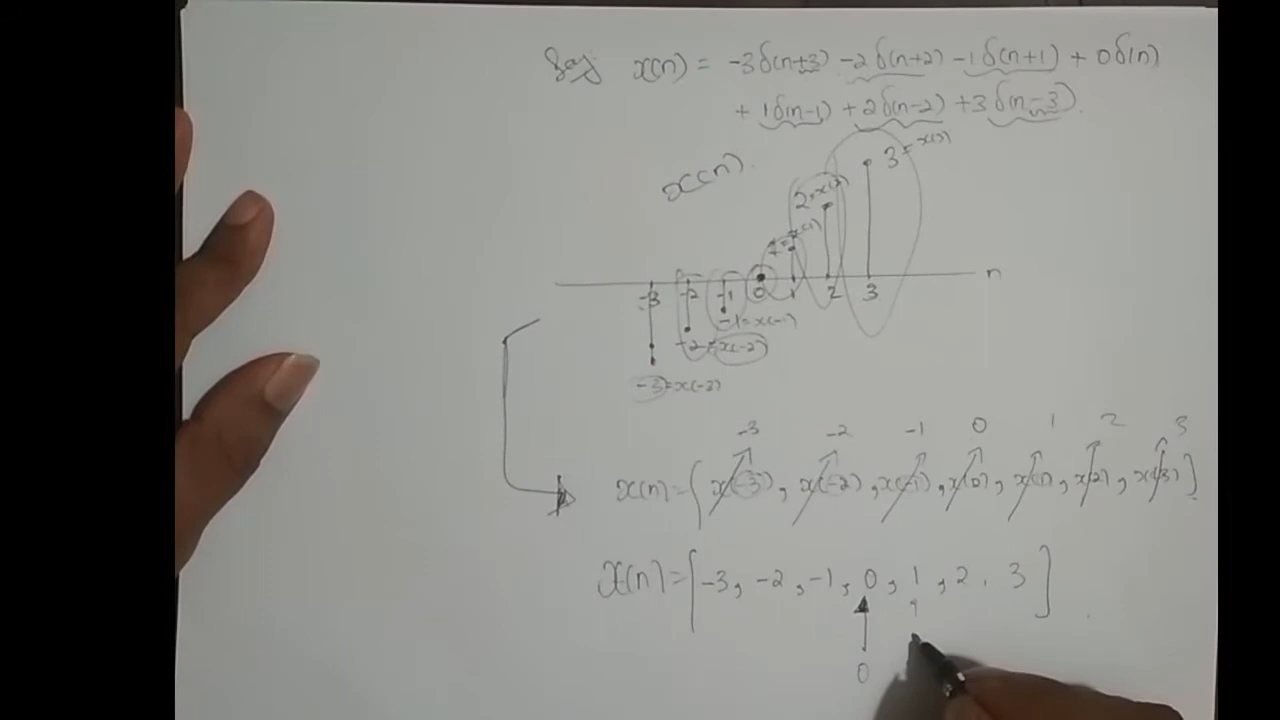 Say x(n) = -3δ(n+3) -2δ(n+2) -1δ(n+1) + 0δ(n)
+ 1δ(n-1) + 2δ(n-2) + 3δ(n-3).
x(n)
3 = x(3)
2 = x(2)
1 = x(1)
-3 -2 -1 0 1 2 3 n
-1 = x(-1)
-2 = x(-2)
-3 = x(-3)
-3 -2 -1 0 1 2 3
x(n) = [x(-3), x(-2), x(-1), x(0), x(1), x(2), x(3)]
x(n) = [-3, -2, -1, 0, 1, 2, 3]
0